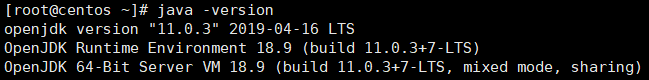 [root@centos ~]# java -version
openjdk version "11.0.3" 2019-04-16 LTS
OpenJDK Runtime Environment 18.9 (build 11.0.3+7-LTS)
OpenJDK 64-Bit Server VM 18.9 (build 11.0.3+7-LTS, mixed mode, sharing)